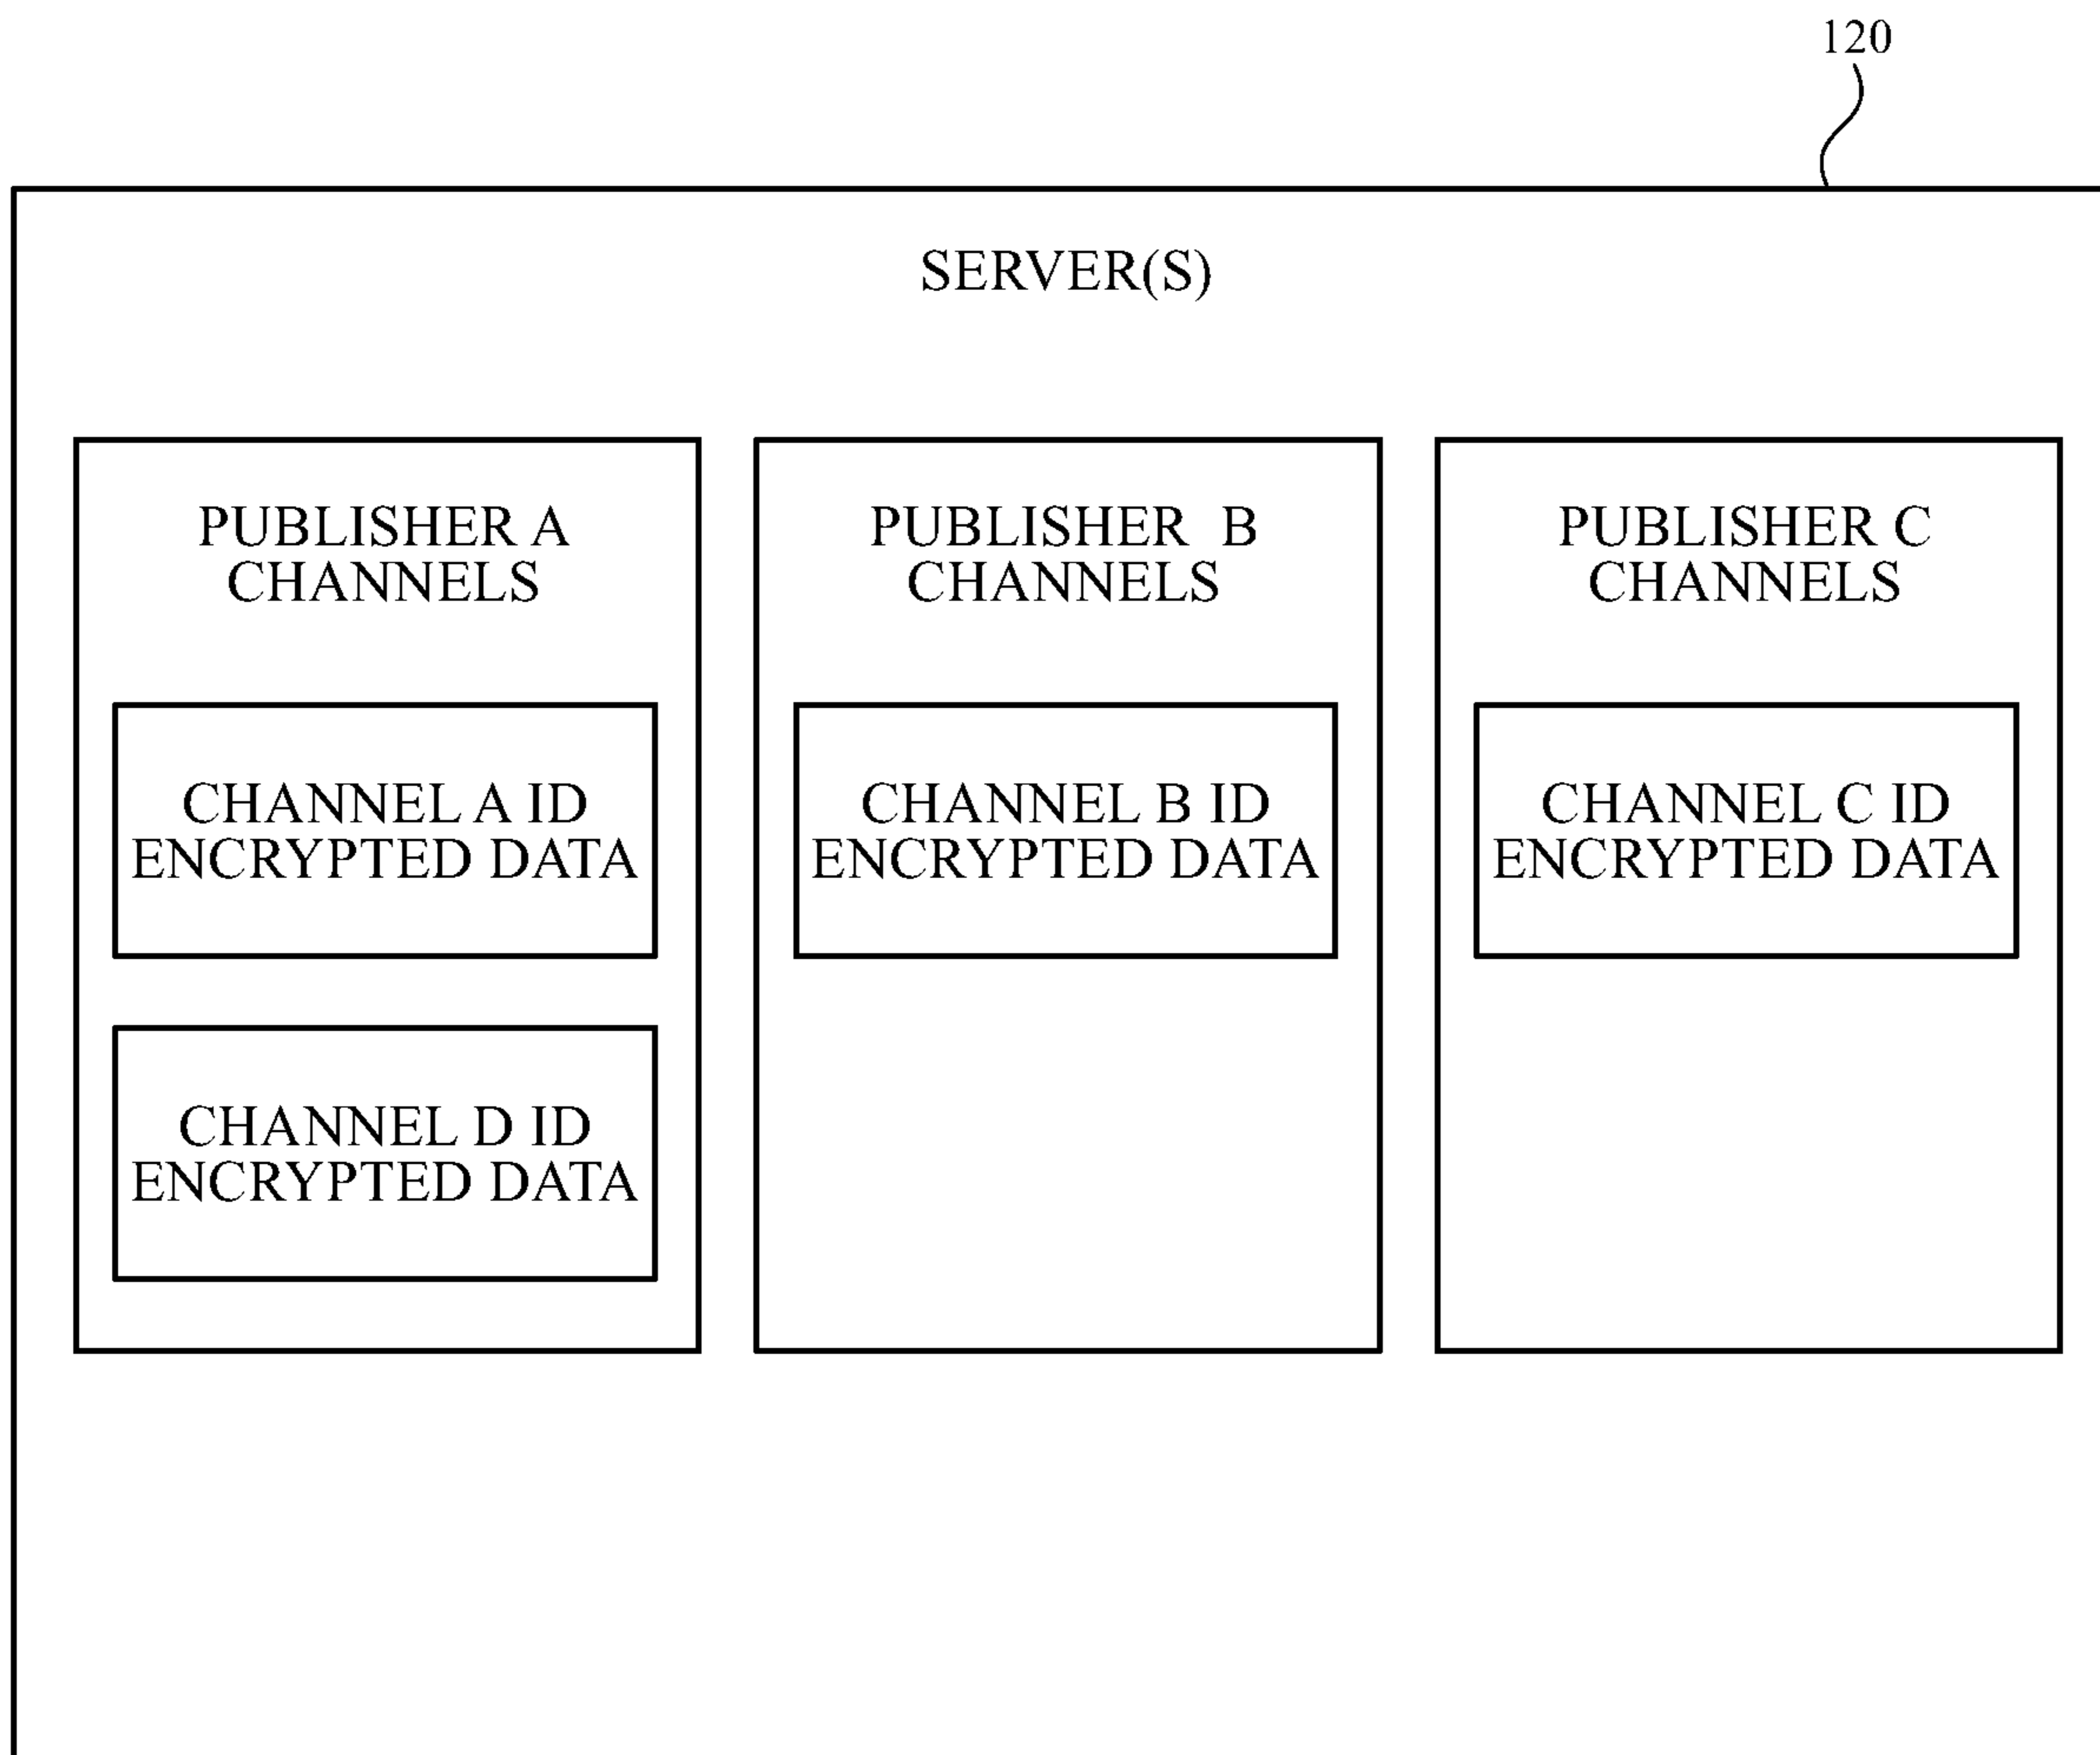 120
SERVER(S)
PUBLISHER A
CHANNELS
CHANNEL A ID
ENCRYPTED DATA
CHANNEL D ID
ENCRYPTED DATA
PUBLISHER B
CHANNELS
CHANNEL B ID
ENCRYPTED DATA
PUBLISHER C
CHANNELS
CHANNEL C ID
ENCRYPTED DATA